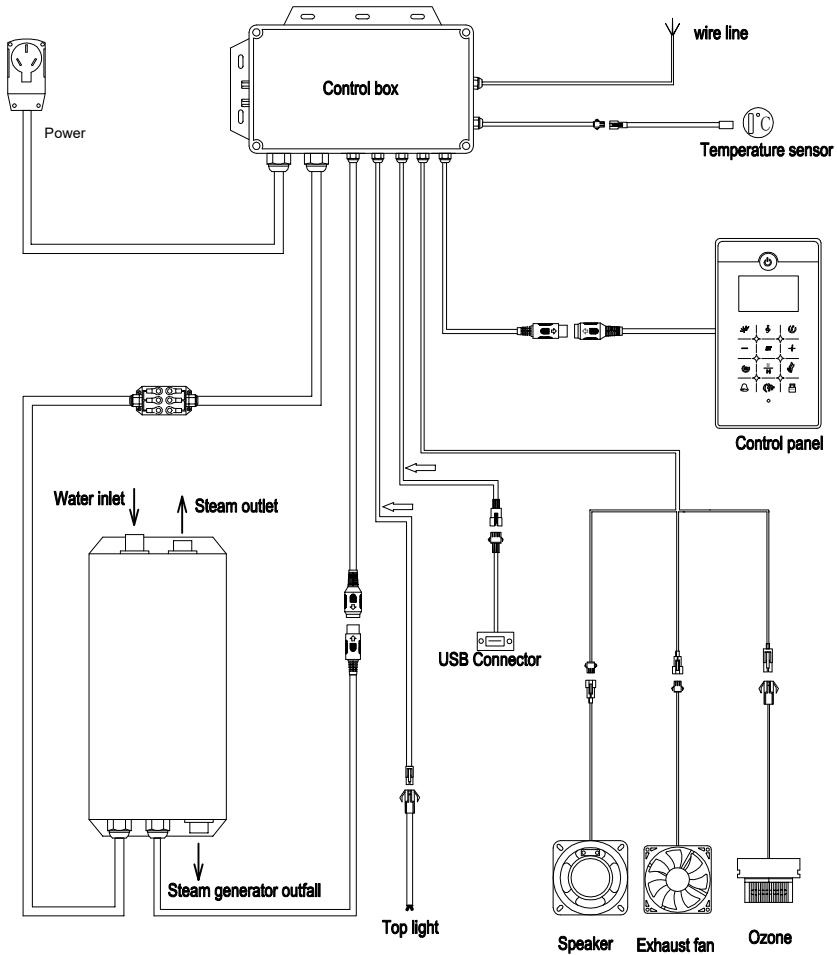 wire line
Control box
Power
Temperature sensor
Control panel
Water inlet
Steam outlet
USB Connector
Steam generator outfall
Top light
Speaker
Exhaust fan
Ozone